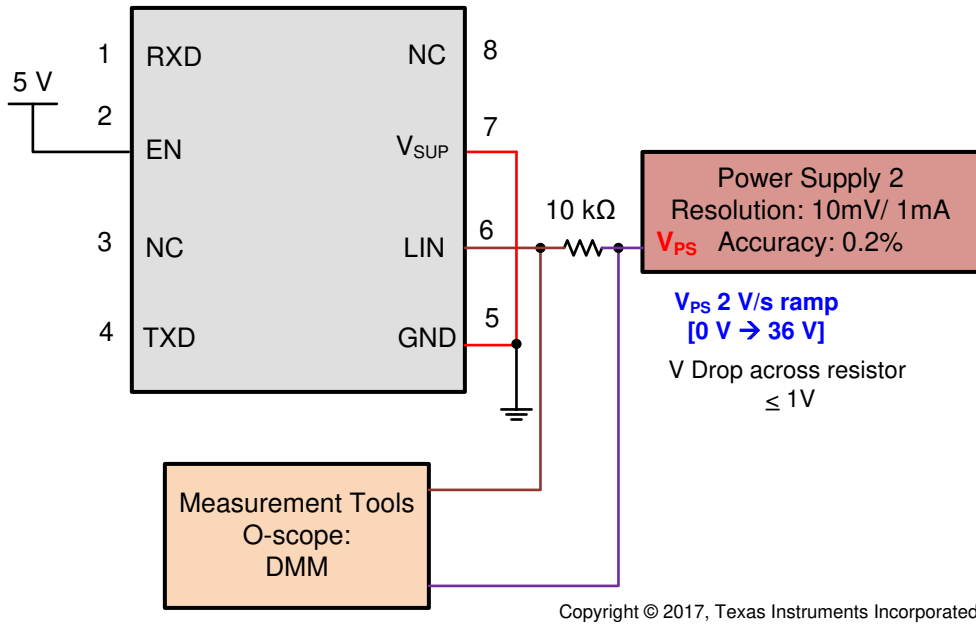 1
RXD
NC
8
5 V
2
EN
7
VSUP
3
NC
6
LIN
10 kΩ
4
TXD
5
GND
Power Supply 2
Resolution: 10mV/ 1mA
VPS Accuracy: 0.2%
VPS 2 V/s ramp
[0 V → 36 V]
V Drop across resistor
≤ 1V
Measurement Tools
O-scope:
DMM
Copyright © 2017, Texas Instruments Incorporated